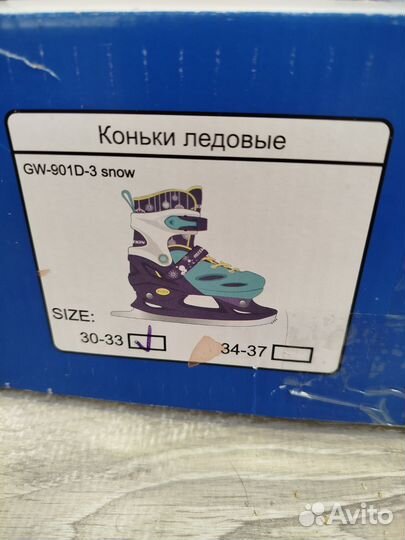 Коньки ледовые
GW-901D-3 snow
SIZE:
30-33 34-37
Avito